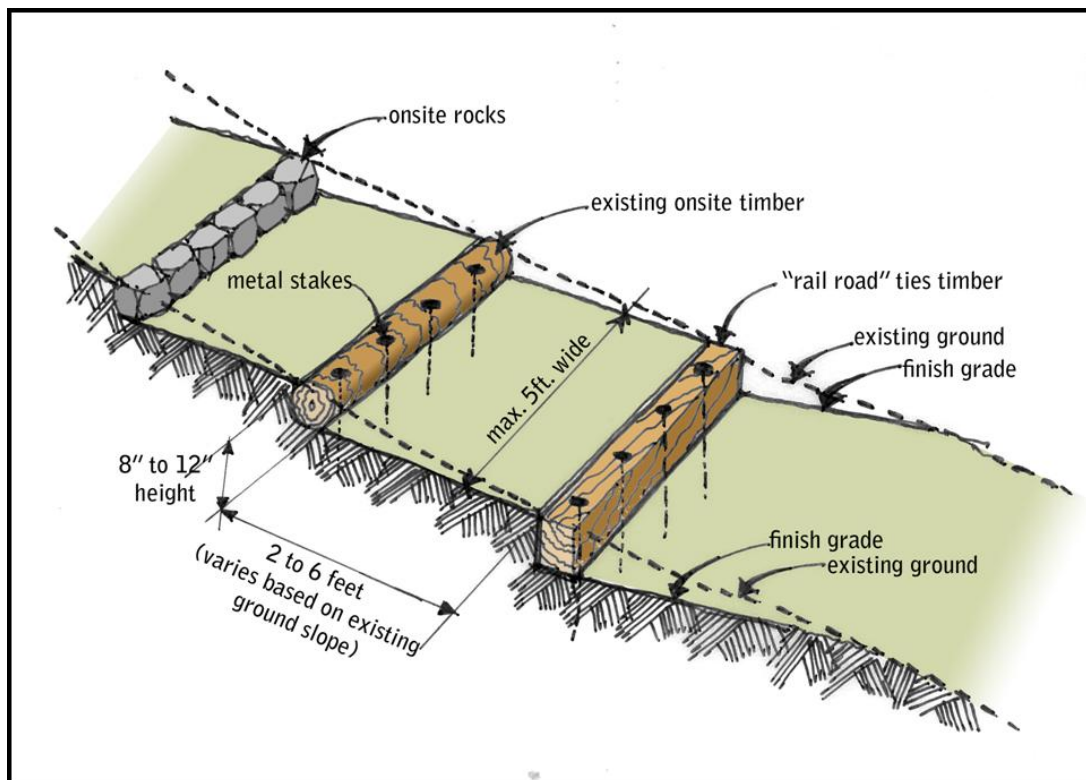 onsite rocks
existing onsite timber
metal stakes
“rail road” ties timber
existing ground
finish grade
max. 5ft. wide
8” to 12”
height
2 to 6 feet
(varies based on existing
ground slope)
finish grade
existing ground